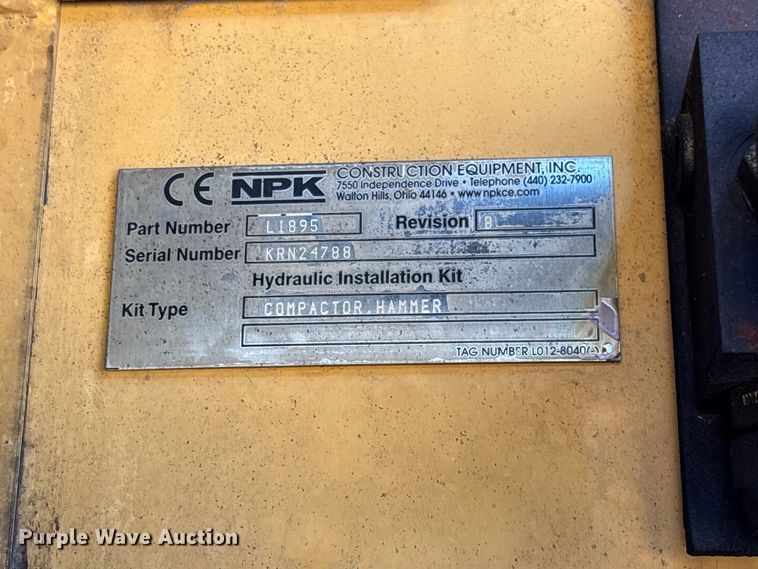 CE NPK CONSTRUCTION EQUIPMENT, INC.
7550 Independence Drive • Telephone (440) 232-7900
Walton Hills, Ohio 44146 • www.npkce.com
Part Number L1895 Revision B
Serial Number KRN24788
Hydraulic Installation Kit
Kit Type COMPACTOR, HAMMER
TAG NUMBER
Purple Wave Auction